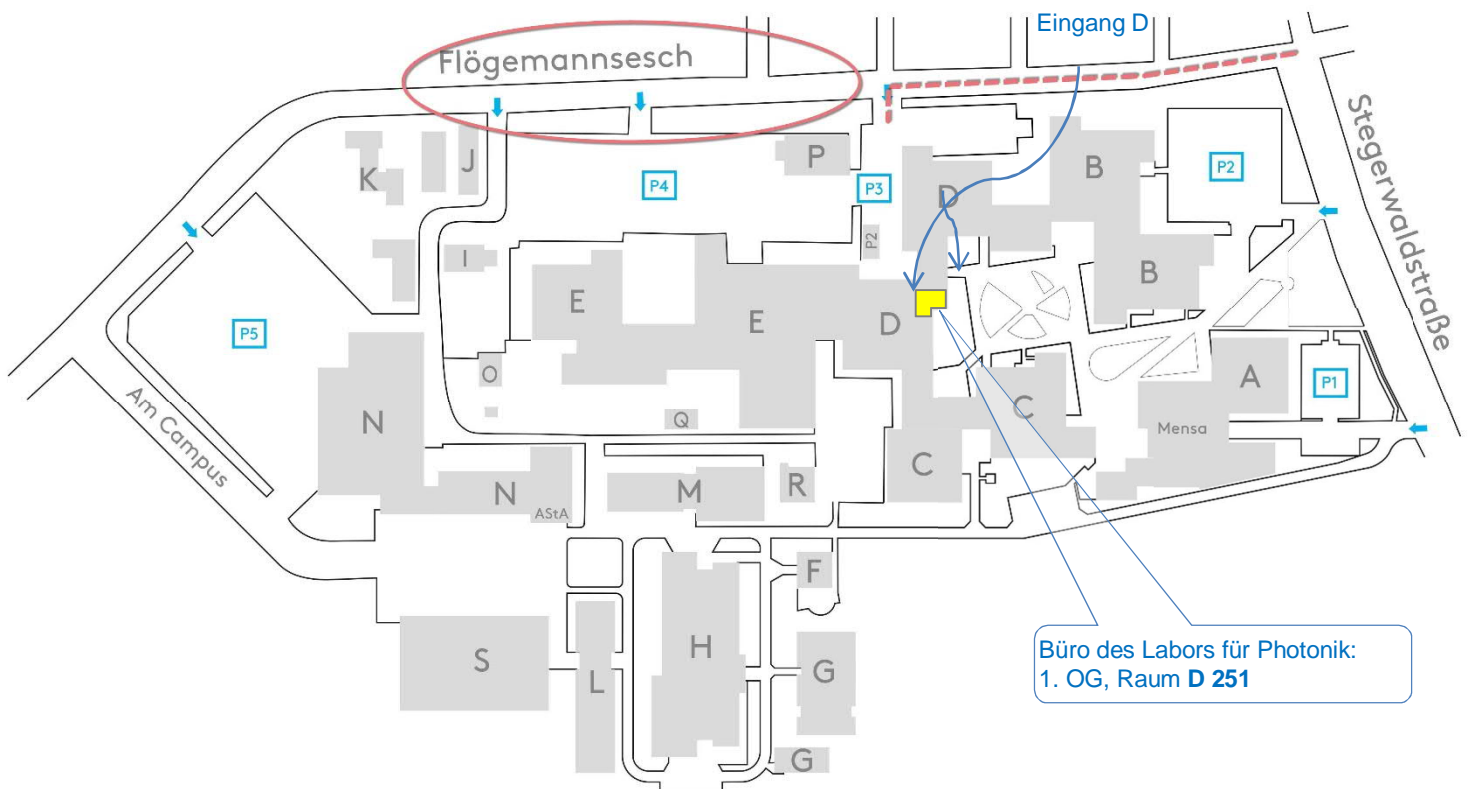 Eingang D
Flögemannsesch
Stegerwaldstraße
J
K
P
P4
P3
D
B
P2
P2
I
B
E
E
D
P5
O
A
P1
C
N
Am Campus
Q
Mensa
C
N
M
R
AStA
F
S
L
H
G
Büro des Labors für Photonik:
1. OG, Raum D 251
G